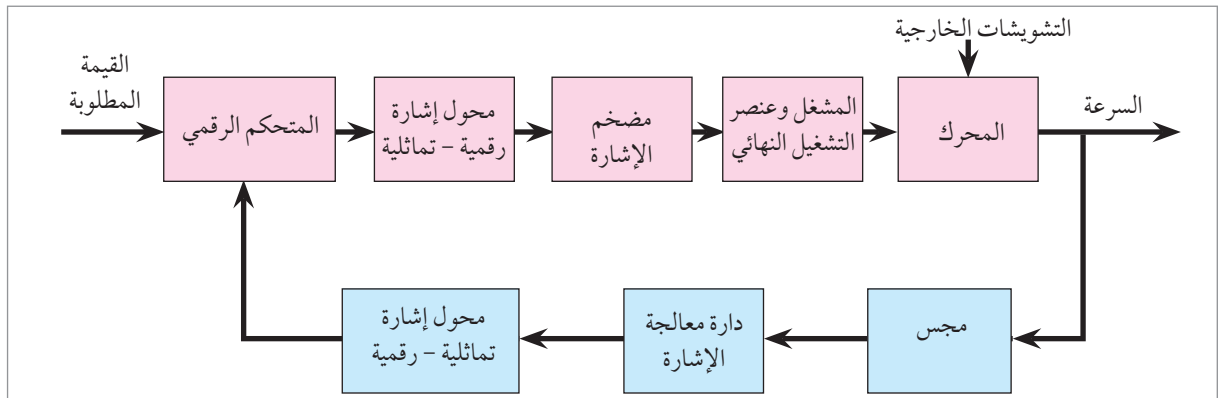 التشويشات الخارجية
القيمة
المطلوبة
المتحكم الرقمي
محول إشارة
رقمية – تماثلية
مضخم
الإشارة
المشغل وعنصر
التشغيل النهائي
المحرك
السرعة
محول إشارة
تماثلية – رقمية
دارة معالجة
الإشارة
مجس